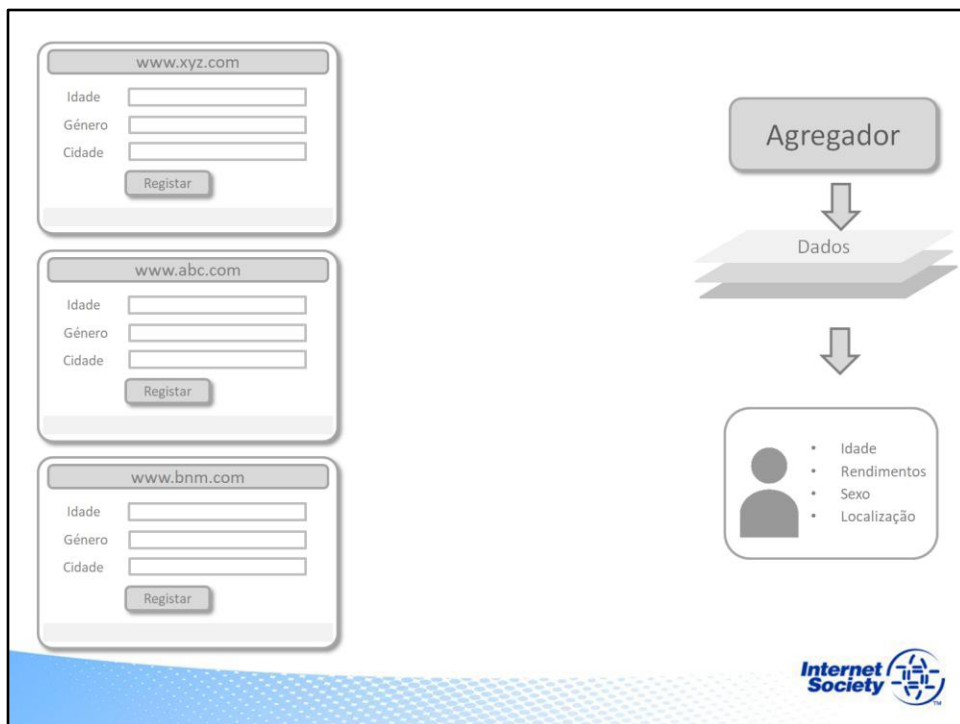 www.xyz.com
Idade
Género
Cidade
Registar
www.abc.com
Idade
Género
Cidade
Registar
www.bnm.com
Idade
Género
Cidade
Registar
Agregador
Dados
• Idade
• Rendimentos
• Sexo
• Localização
Internet
Society
TM